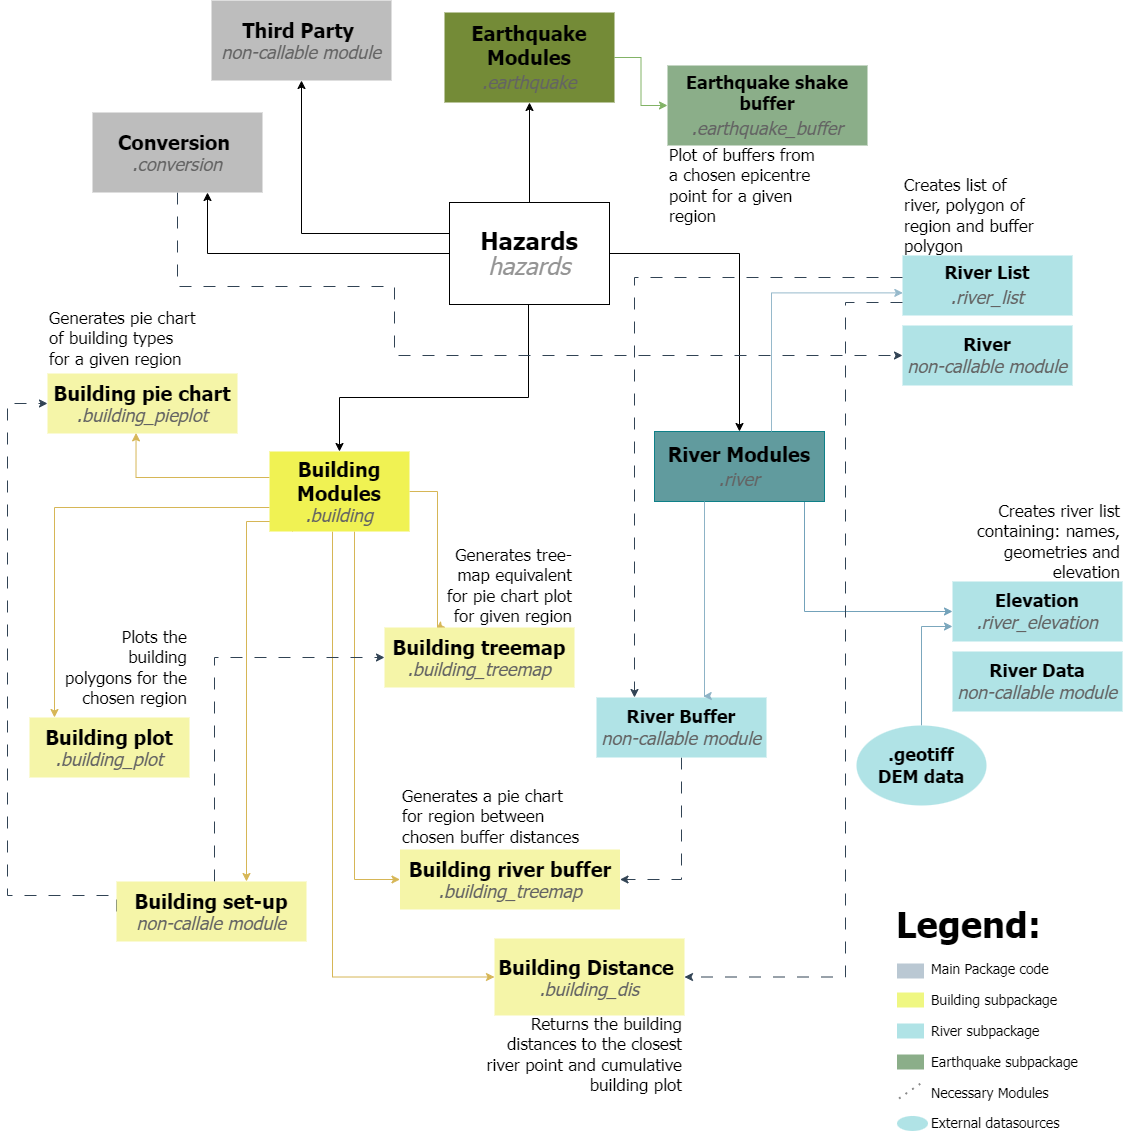 Third Party
non-callable module
Earthquake
Modules
.earthquake
Earthquake shake
buffer
.earthquake_buffer
Plot of buffers from
a chosen epicentre
point for a given
region
Conversion
.conversion
Hazards
hazards
Creates list of
river, polygon of
region and buffer
polygon
River List
.river_list
River
non-callable module
Generates pie chart
of building types
for a given region
Building pie chart
.building_pieplot
Building
Modules
.building
River Modules
.river
Creates river list
containing: names,
geometries and
elevation
Elevation
.river_elevation
River Data
non-callable module
.geotiff
DEM data
Generates tree-
map equivalent
for pie chart plot
for given region
Building treemap
.building_treemap
Plots the
building
polygons for the
chosen region
Building plot
.building_plot
River Buffer
non-callable module
Generates a pie chart
for region between
chosen buffer distances
Building river buffer
.building_treemap
Building set-up
non-callale module
Building Distance
.building_dis
Returns the building
distances to the closest
river point and cumulative
building plot
Legend:
Main Package code
Building subpackage
River subpackage
Earthquake subpackage
Necessary Modules
External datasources